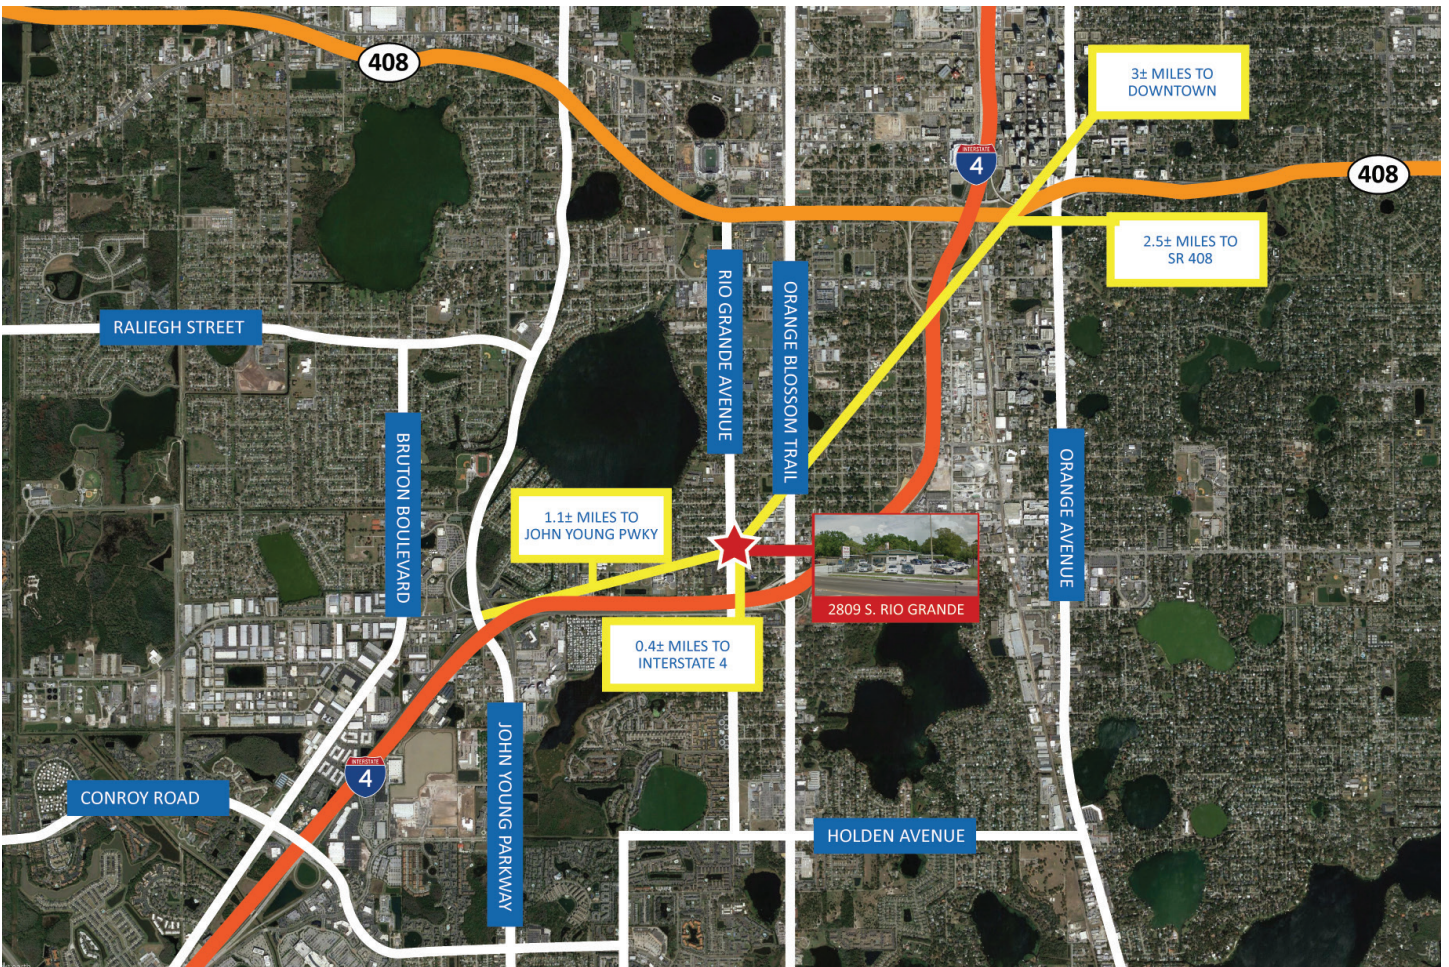 408
3± MILES TO
DOWNTOWN
INTERSTATE
4
408
2.5± MILES TO
SR 408
RALIEGH STREET
RIO GRANDE AVENUE
ORANGE BLOSSOM TRAIL
BRUTON BOULEVARD
ORANGE AVENUE
1.1± MILES TO
JOHN YOUNG PWKY
2809 S. RIO GRANDE
0.4± MILES TO
INTERSTATE 4
JOHN YOUNG PARKWAY
INTERSTATE
4
CONROY ROAD
HOLDEN AVENUE